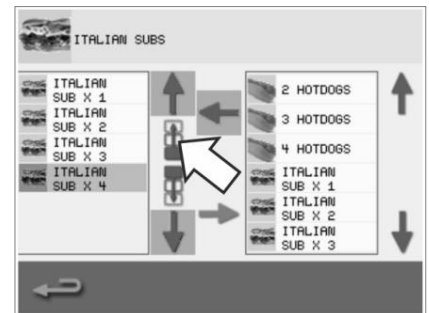 ITALIAN SUBS
ITALIAN
SUB X 1
ITALIAN
SUB X 2
ITALIAN
SUB X 3
ITALIAN
SUB X 4
2 HOTDOGS
3 HOTDOGS
4 HOTDOGS
ITALIAN
SUB X 1
ITALIAN
SUB X 2
ITALIAN
SUB X 3